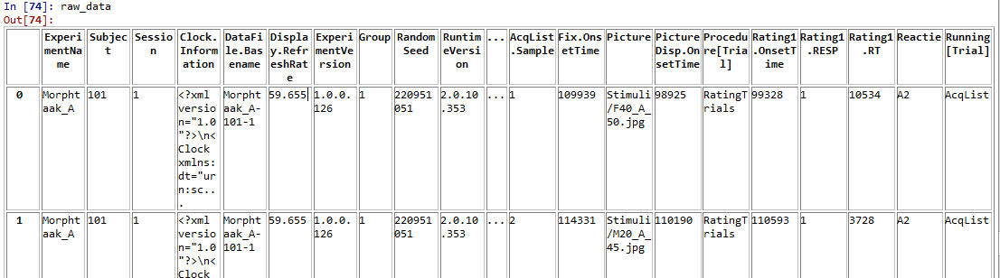 In [74]: raw_data
Out[74]:
ExperimentName Subject Session Clock.Information DataFile.Basename Display.RefreshRate ExperimentVersion Group RandomSeed RuntimeVersion ... AcqList.Sample Fix.OnsetTime Picture PictureDisp.OnsetTime Procedure[Trial] Rating1.OnsetTime Rating1.RESP Rating1.RT Reactie Running[Trial]
0 Morphtaak_A 101 1 <?xml version="1.0"?>\n<Clock xmlns:dt="urn:sc... Morphtaak_A-101-1 59.655 1.0.0.126 1 220951051 2.0.10.353 ... 1 109939 Stimuli/F40_A_50.jpg 98925 RatingTrials 99328 1 10534 A2 AcqList
1 Morphtaak_A 101 1 <?xml version="1.0"?>\n<Clock Morphtaak_A-101-1 59.655 1.0.0.126 1 220951051 2.0.10.353 ... 2 114331 Stimuli/M20_A_45.jpg 110190 RatingTrials 110593 1 3728 A2 AcqList